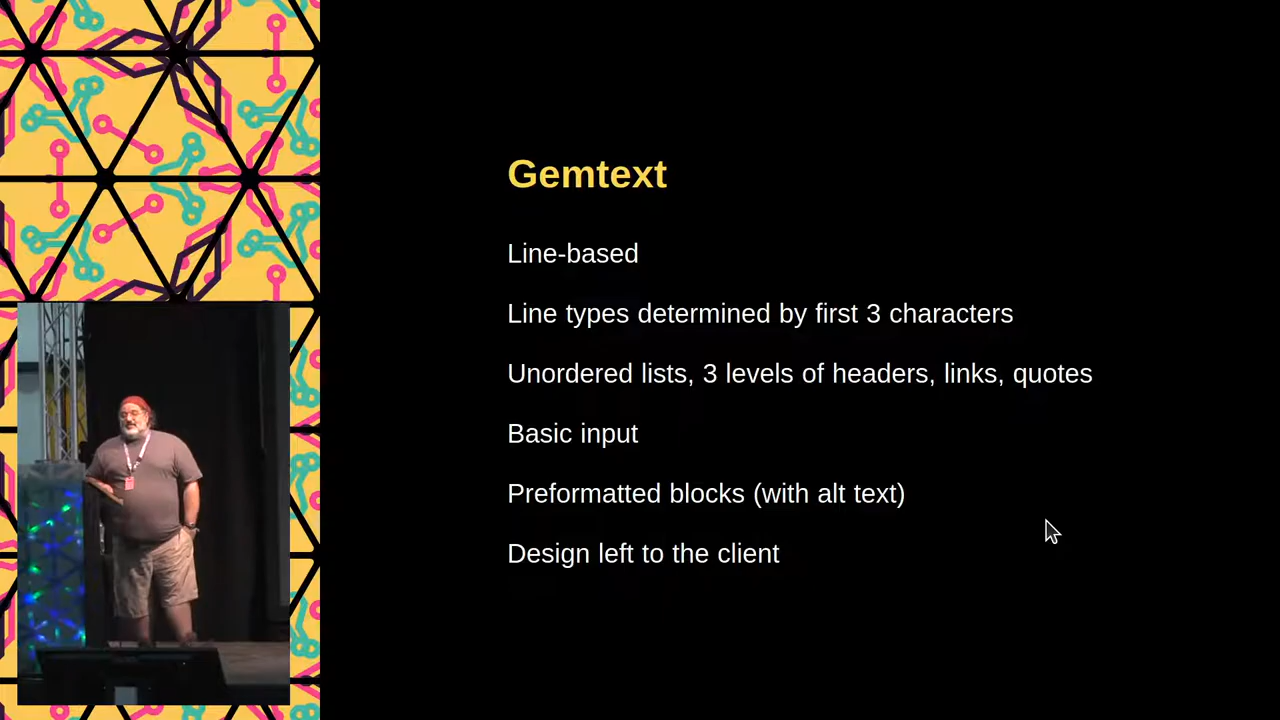 Gemtext
Line-based
Line types determined by first 3 characters
Unordered lists, 3 levels of headers, links, quotes
Basic input
Preformatted blocks (with alt text)
Design left to the client